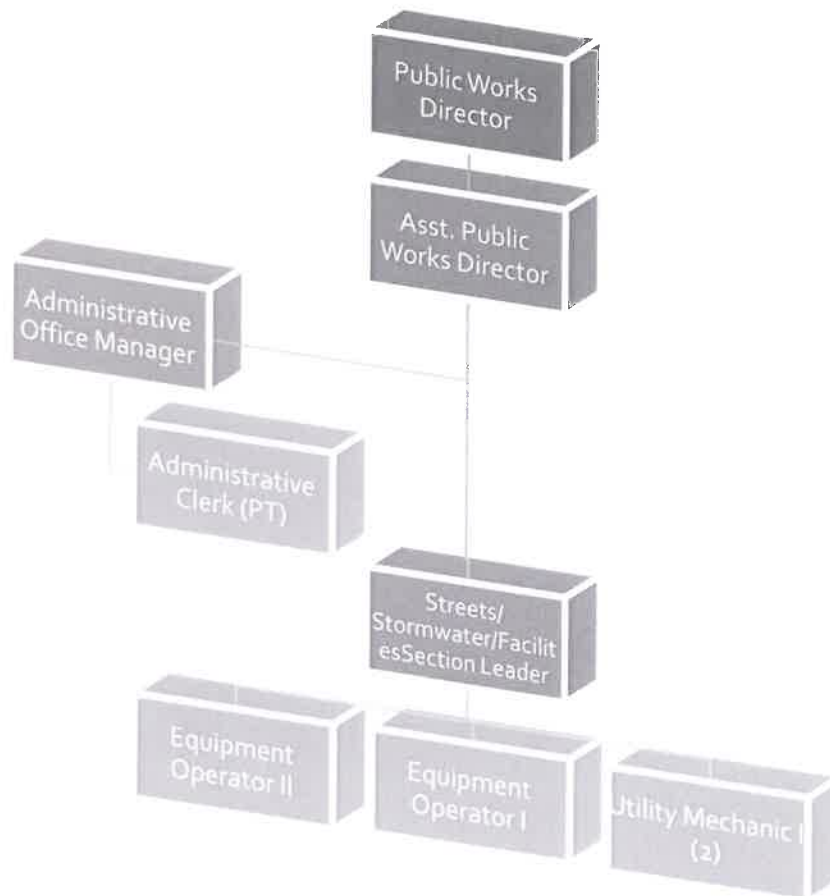 Public Works
Director
Asst. Public
Works Director
Administrative
Office Manager
Administrative
Clerk (PT)
Streets/
Stormwater/Facilit
esSection Leader
Equipment
Operator II
Equipment
Operator I
Utility Mechanic I
(2)